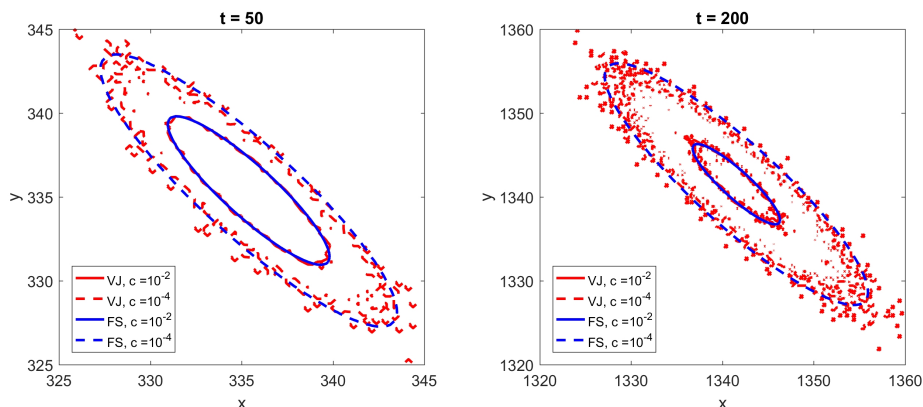 t = 50
345
340
335
330
325
y
VJ, c =10⁻²
VJ, c =10⁻⁴
FS, c =10⁻²
FS, c =10⁻⁴
325 330 335 340 345
x
t = 200
1360
1350
1340
1330
1320
y
VJ, c =10⁻²
VJ, c =10⁻⁴
FS, c =10⁻²
FS, c =10⁻⁴
1320 1330 1340 1350 1360
x